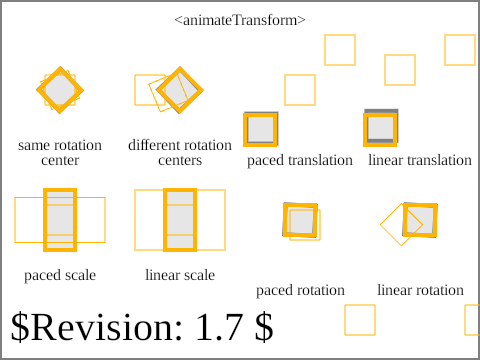 <animateTransform>
same rotation
center
different rotation
centers
paced translation
linear translation
paced scale
linear scale
paced rotation
linear rotation
$Revision: 1.7 $